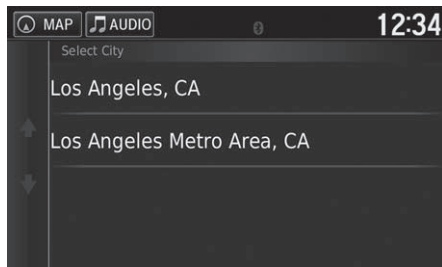 MAP AUDIO 12:34
Select City
Los Angeles, CA
Los Angeles Metro Area, CA